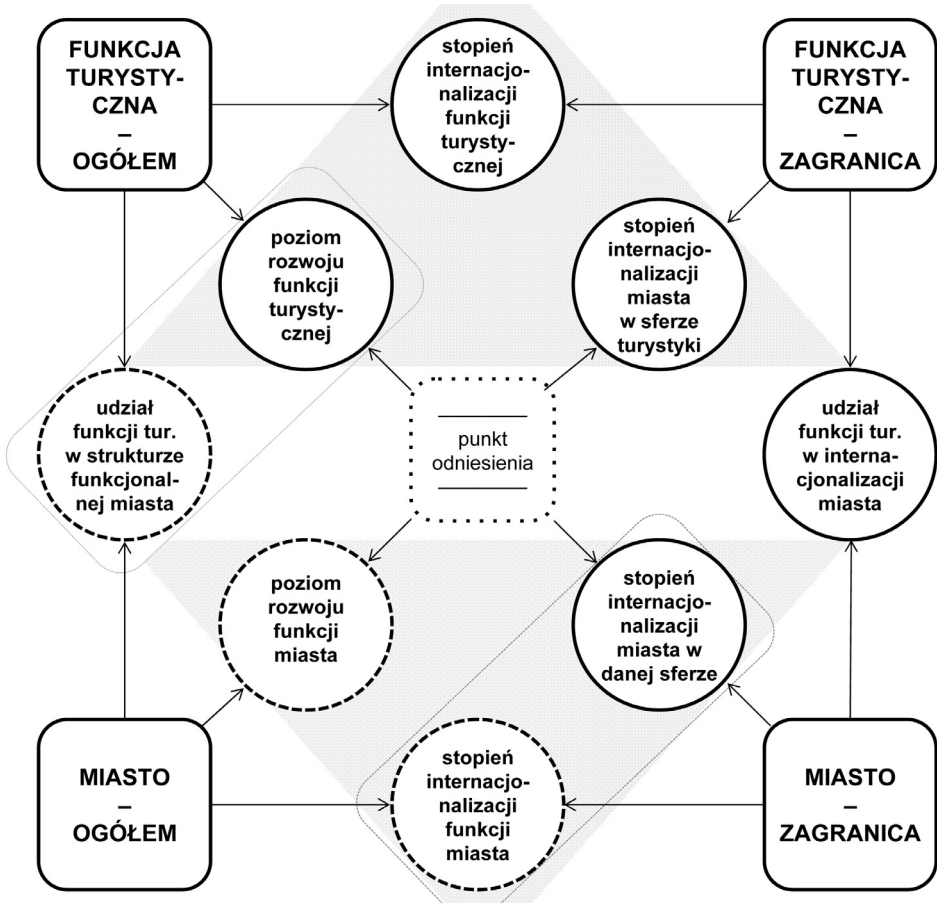 FUNKCJA
TURYSTY-
CZNA
–
OGÓŁEM
stopień
internacjo-
nalizacji
funkcji
turysty-
cznej
FUNKCJA
TURYSTY-
CZNA
–
ZAGRANICA
poziom
rozwoju
funkcji
turysty-
cznej
stopień
internacjo-
nalizacji
miasta
w sferze
turystyki
udział
funkcji tur.
w strukturze
funkcjonal-
nej miasta
punkt
odniesienia
udział
funkcji tur.
w interna-
cjonalizacji
miasta
poziom
rozwoju
funkcji
miasta
stopień
internacjo-
nalizacji
miasta w
danej sferze
MIASTO
–
OGÓŁEM
stopień
internacjo-
nalizacji
funkcji
miasta
MIASTO
–
ZAGRANICA